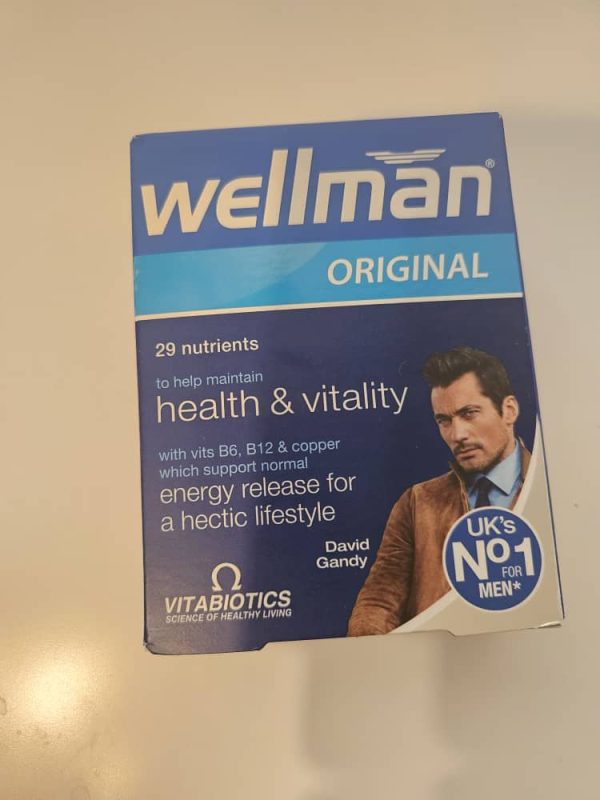 wellman®
ORIGINAL
29 nutrients
to help maintain
health & vitality
with vits B6, B12 & copper
which support normal
energy release for
a hectic lifestyle
David
Gandy
UK's
Nº1
FOR
MEN*
VITABIOTICS
SCIENCE OF HEALTHY LIVING